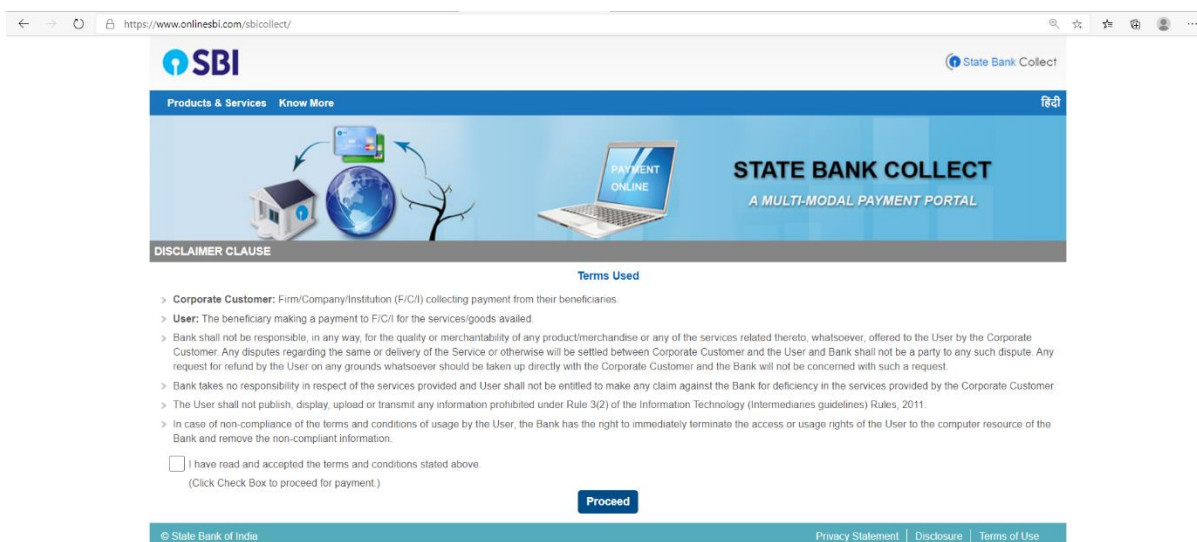 https://www.onlinesbi.com/sbicollect/
SBI
State Bank Collect
Products & Services Know More हिंदी
PAYMENT
ONLINE
STATE BANK COLLECT
A MULTI-MODAL PAYMENT PORTAL
DISCLAIMER CLAUSE
Terms Used
> Corporate Customer: Firm/Company/Institution (F/C/I) collecting payment from their beneficiaries.
> User: The beneficiary making a payment to F/C/I for the services/goods availed.
> Bank shall not be responsible, in any way, for the quality or merchantability of any product/merchandise or any of the services related thereto, whatsoever, offered to the User by the Corporate
Customer. Any disputes regarding the same or delivery of the Service or otherwise will be settled between Corporate Customer and the User and Bank shall not be a party to any such dispute. Any
request for refund by the User on any grounds whatsoever should be taken up directly with the Corporate Customer and the Bank will not be concerned with such a request.
> Bank takes no responsibility in respect of the services provided and User shall not be entitled to make any claim against the Bank for deficiency in the services provided by the Corporate Customer
> The User shall not publish, display, upload or transmit any information prohibited under Rule 3(2) of the Information Technology (Intermediaries guidelines) Rules, 2011.
> In case of non-compliance of the terms and conditions of usage by the User, the Bank has the right to immediately terminate the access or usage rights of the User to the computer resource of the
Bank and remove the non-compliant information.
I have read and accepted the terms and conditions stated above.
(Click Check Box to proceed for payment.)
Proceed
© State Bank of India Privacy Statement | Disclosure | Terms of Use